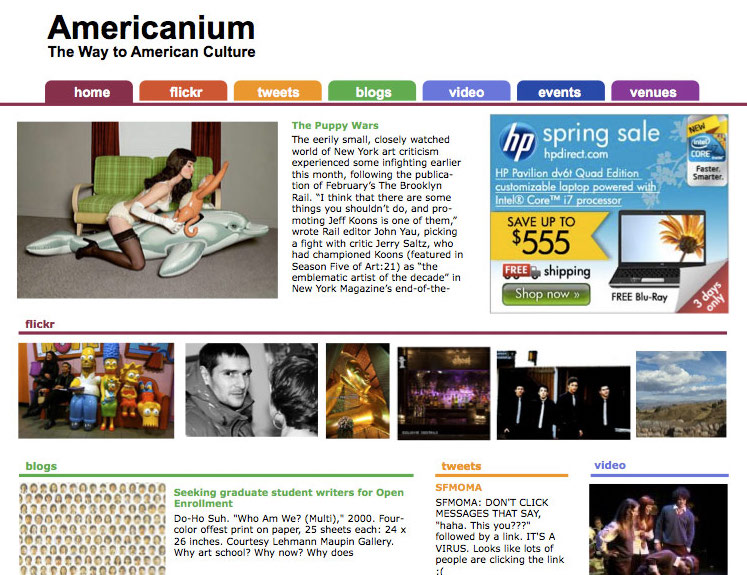 Americanium
The Way to American Culture
home
flickr
tweets
blogs
video
events
venues
The Puppy Wars
The eerily small, closely watched
world of New York art criticism
experienced some infighting earlier
this month, following the publica-
tion of February's The Brooklyn
Rail. "I think that there are some
things you shouldn't do, and pro-
moting Jeff Koons is one of them,"
wrote Rail editor John Yau, picking
a fight with critic Jerry Saltz, who
had championed Koons (featured in
Season Five of Art:21) as "the
emblematic artist of the decade" in
New York Magazine's end-of-the-
hp
spring sale
hpdirect.com
HP Pavilion dv6t Quad Edition
customizable laptop powered with
Intel® Core™ i7 processor
NEW
intel
CORE
Faster.
Smarter.
SAVE UP TO
$555
FREE shipping
Shop now »
FREE Blu-Ray
3 days
only
flickr
blogs
Seeking graduate student writers for Open
Enrollment
Do-Ho Suh. "Who Am We? (Multi)," 2000. Four-
color offest print on paper, 25 sheets each: 24 x
26 inches. Courtesy Lehmann Maupin Gallery.
Why art school? Why now? Why does
tweets
SFMOMA
SFMOMA: DON'T CLICK
MESSAGES THAT SAY,
"haha. This you???"
followed by a link. IT'S A
VIRUS. Looks like lots of
people are clicking the link
:(
video